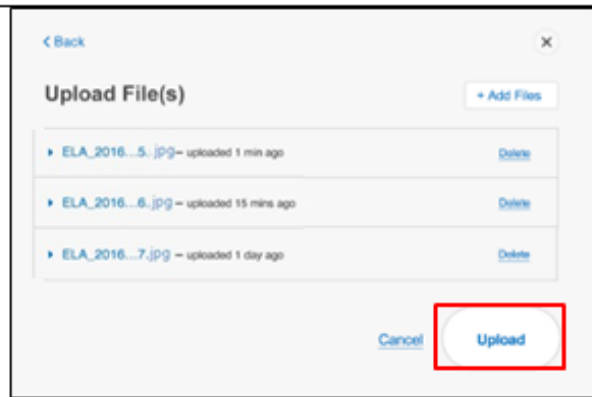 < Back
×
Upload File(s)
+ Add Files
ELA_2016...5..jpg – uploaded 1 min ago
Delete
ELA_2016...6.jpg – uploaded 15 mins ago
Delete
ELA_2016...7.jpg – uploaded 1 day ago
Delete
Cancel
Upload